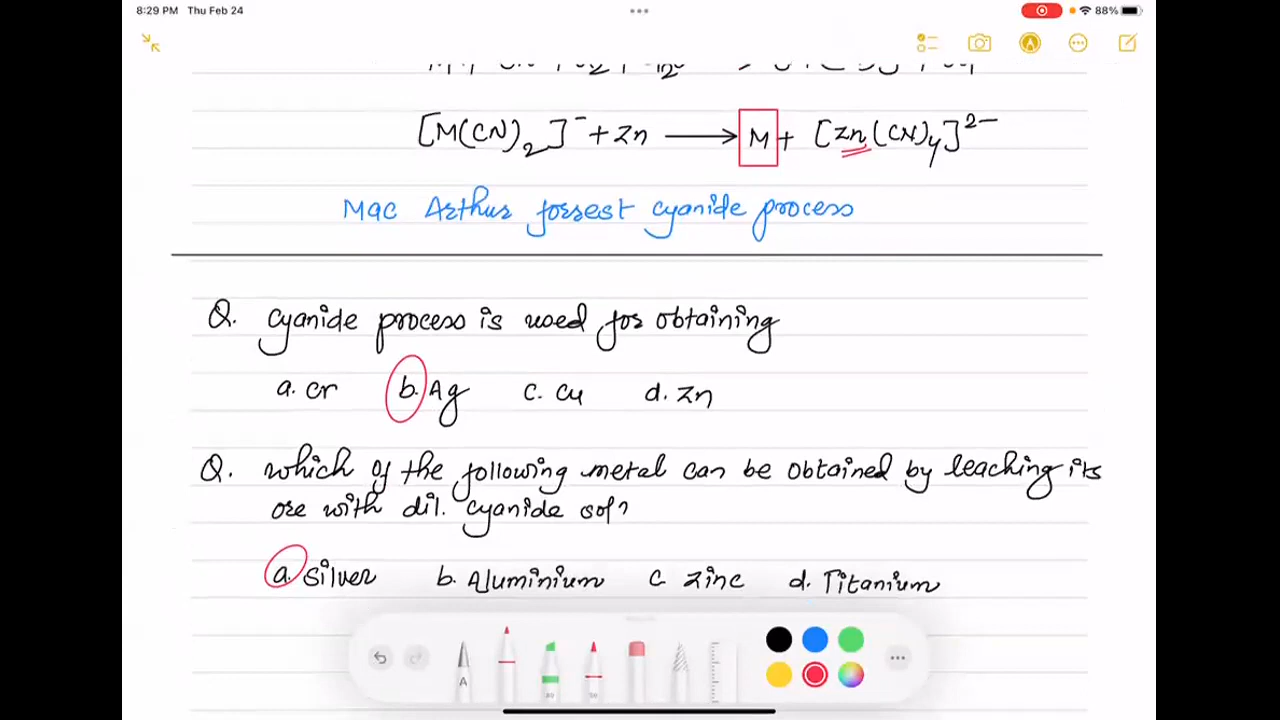 8:29 PM Thu Feb 24
88%
[M(CN)2]⁻ + Zn ⟶ M + [Zn(CN)4]²⁻
Mac Arthur forrest cyanide process
Q. cyanide process is used for obtaining
a. Cr b. Ag c. Cu d. Zn
Q. which of the following metal can be obtained by leaching its
ore with dil. cyanide solⁿ
a. Silver b. Aluminium c. Zinc d. Titanium
A